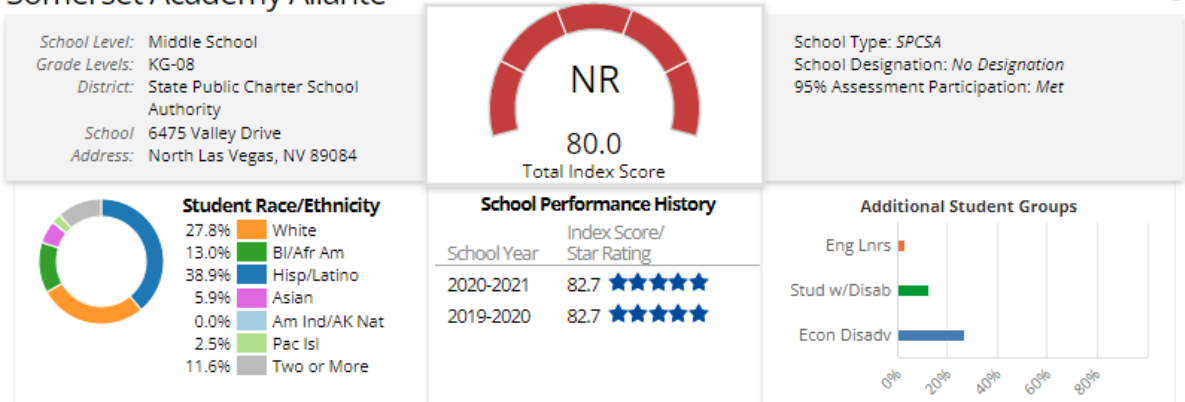 Somerset Academy Aliante
School Level: Middle School
Grade Levels: KG-08
District: State Public Charter School
Authority
School 6475 Valley Drive
Address: North Las Vegas, NV 89084
NR
80.0
Total Index Score
School Type: SPCSA
School Designation: No Designation
95% Assessment Participation: Met
Student Race/Ethnicity
27.8% White
13.0% Bl/Afr Am
38.9% Hisp/Latino
5.9% Asian
0.0% Am Ind/AK Nat
2.5% Pac Isl
11.6% Two or More
School Performance History
School Year Index Score/
Star Rating
2020-2021 82.7
2019-2020 82.7
Additional Student Groups
Eng Lnrs
Stud w/Disab
Econ Disadv
0% 20% 40% 60% 80%